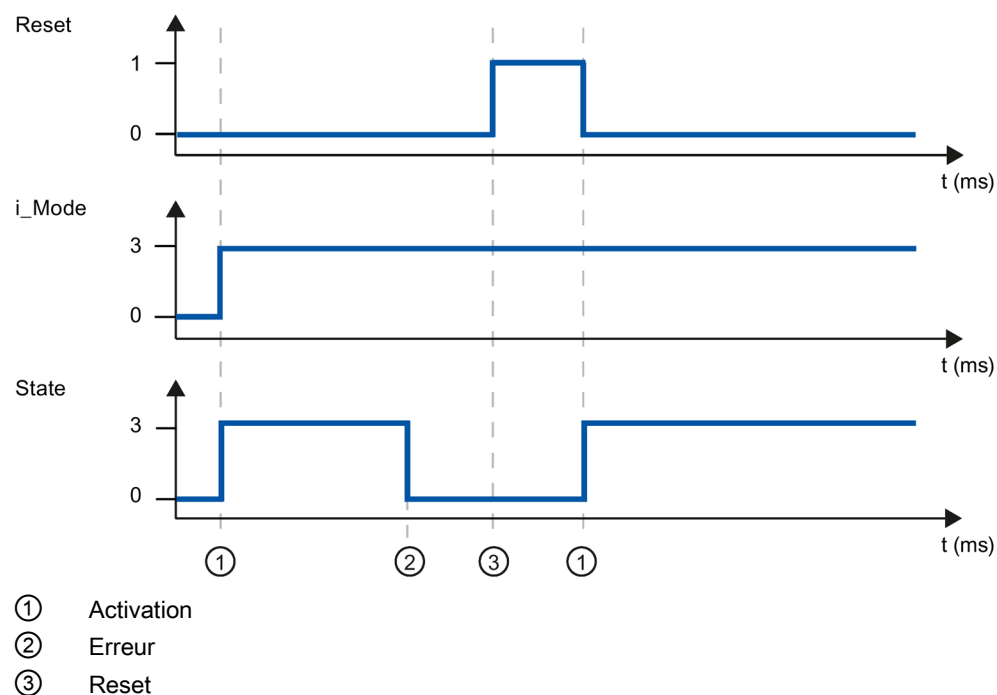 Reset
1
0
t (ms)
i_Mode
3
0
t (ms)
State
3
0
t (ms)
① ② ③ ①
① Activation
② Erreur
③ Reset